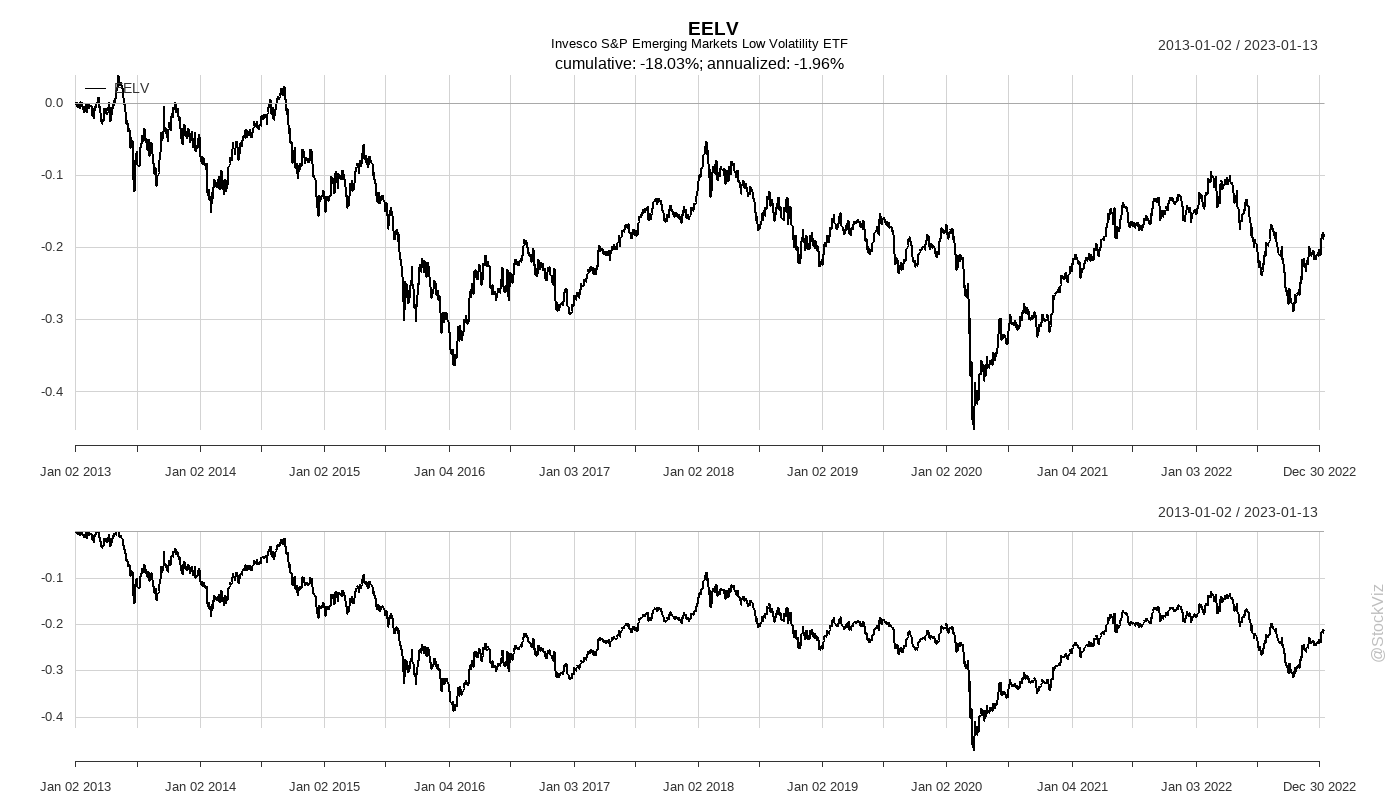 EELV
Invesco S&P Emerging Markets Low Volatility ETF
2013-01-02 / 2023-01-13
cumulative: -18.03%; annualized: -1.96%
EELV
0.0
-0.1
-0.2
-0.3
-0.4
Jan 02 2013 Jan 02 2014 Jan 02 2015 Jan 04 2016 Jan 03 2017 Jan 02 2018 Jan 02 2019 Jan 02 2020 Jan 04 2021 Jan 03 2022 Dec 30 2022
2013-01-02 / 2023-01-13
-0.1
-0.2
-0.3
-0.4
Jan 02 2013 Jan 02 2014 Jan 02 2015 Jan 04 2016 Jan 03 2017 Jan 02 2018 Jan 02 2019 Jan 02 2020 Jan 04 2021 Jan 03 2022 Dec 30 2022
@StockViz